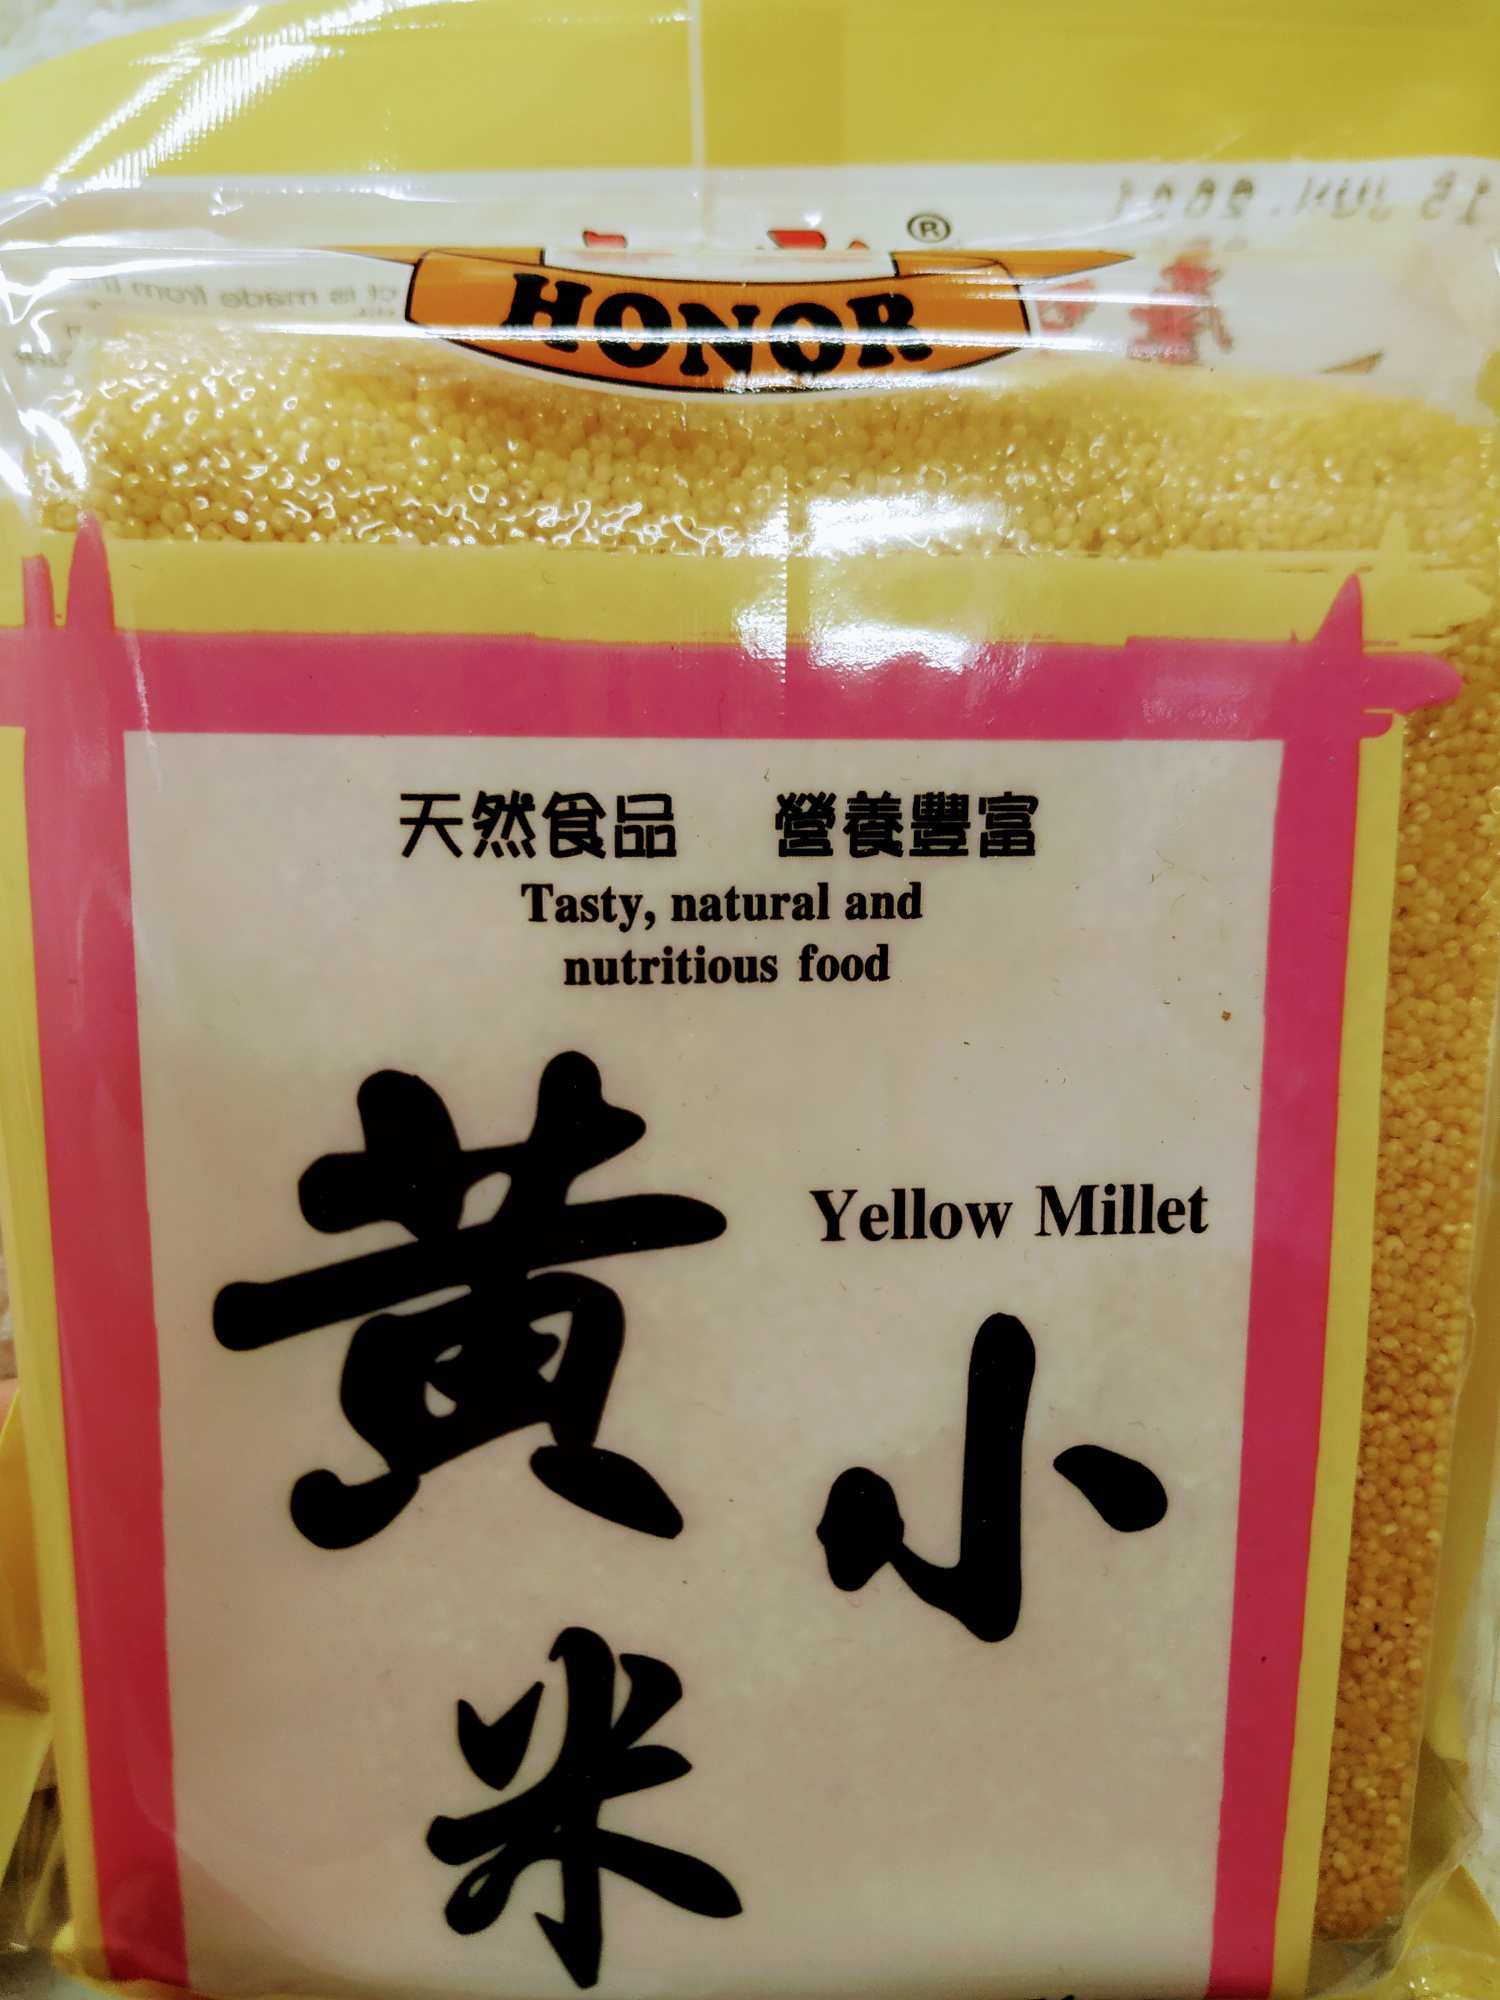 ®
HONOR
天然食品 營養豐富
Tasty, natural and
nutritious food
Yellow Millet
黃小米